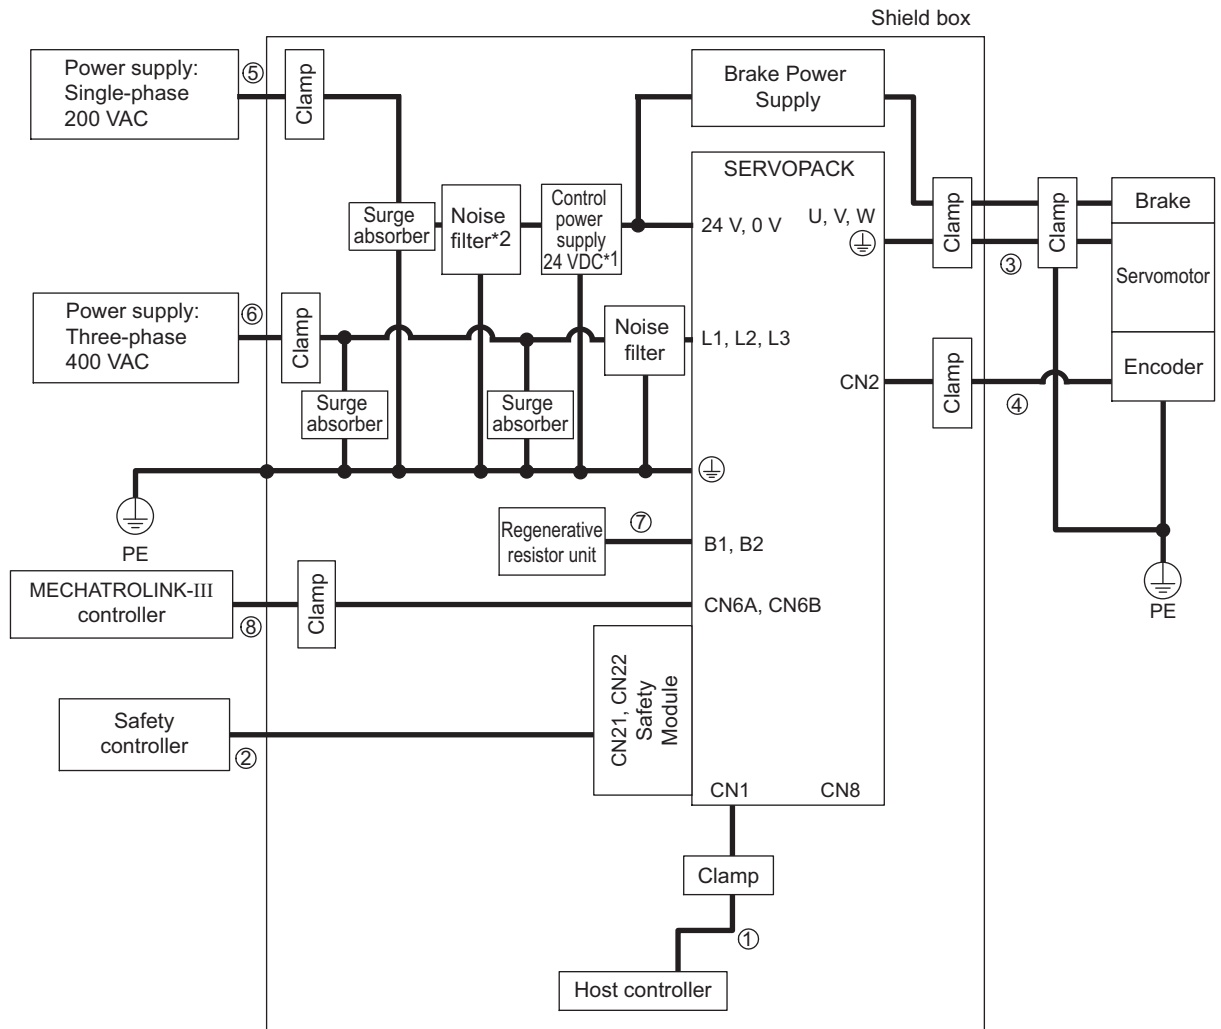 Shield box
Power supply:
Single-phase
200 VAC
⑤
Clamp
Brake Power
Supply
SERVOPACK
Surge
absorber
Noise
filter*2
Control
power
supply
24 VDC*1
24 V, 0 V
U, V, W
Clamp
Clamp
③
Brake
Servomotor
Encoder
Power supply:
Three-phase
400 VAC
⑥
Clamp
Noise
filter
L1, L2, L3
CN2
Clamp
④
Surge
absorber
Surge
absorber
PE
Regenerative
resistor unit
⑦
B1, B2
PE
MECHATROLINK-III
controller
⑧
Clamp
CN6A, CN6B
CN21, CN22
Safety
Module
Safety
controller
②
CN1
CN8
Clamp
①
Host controller